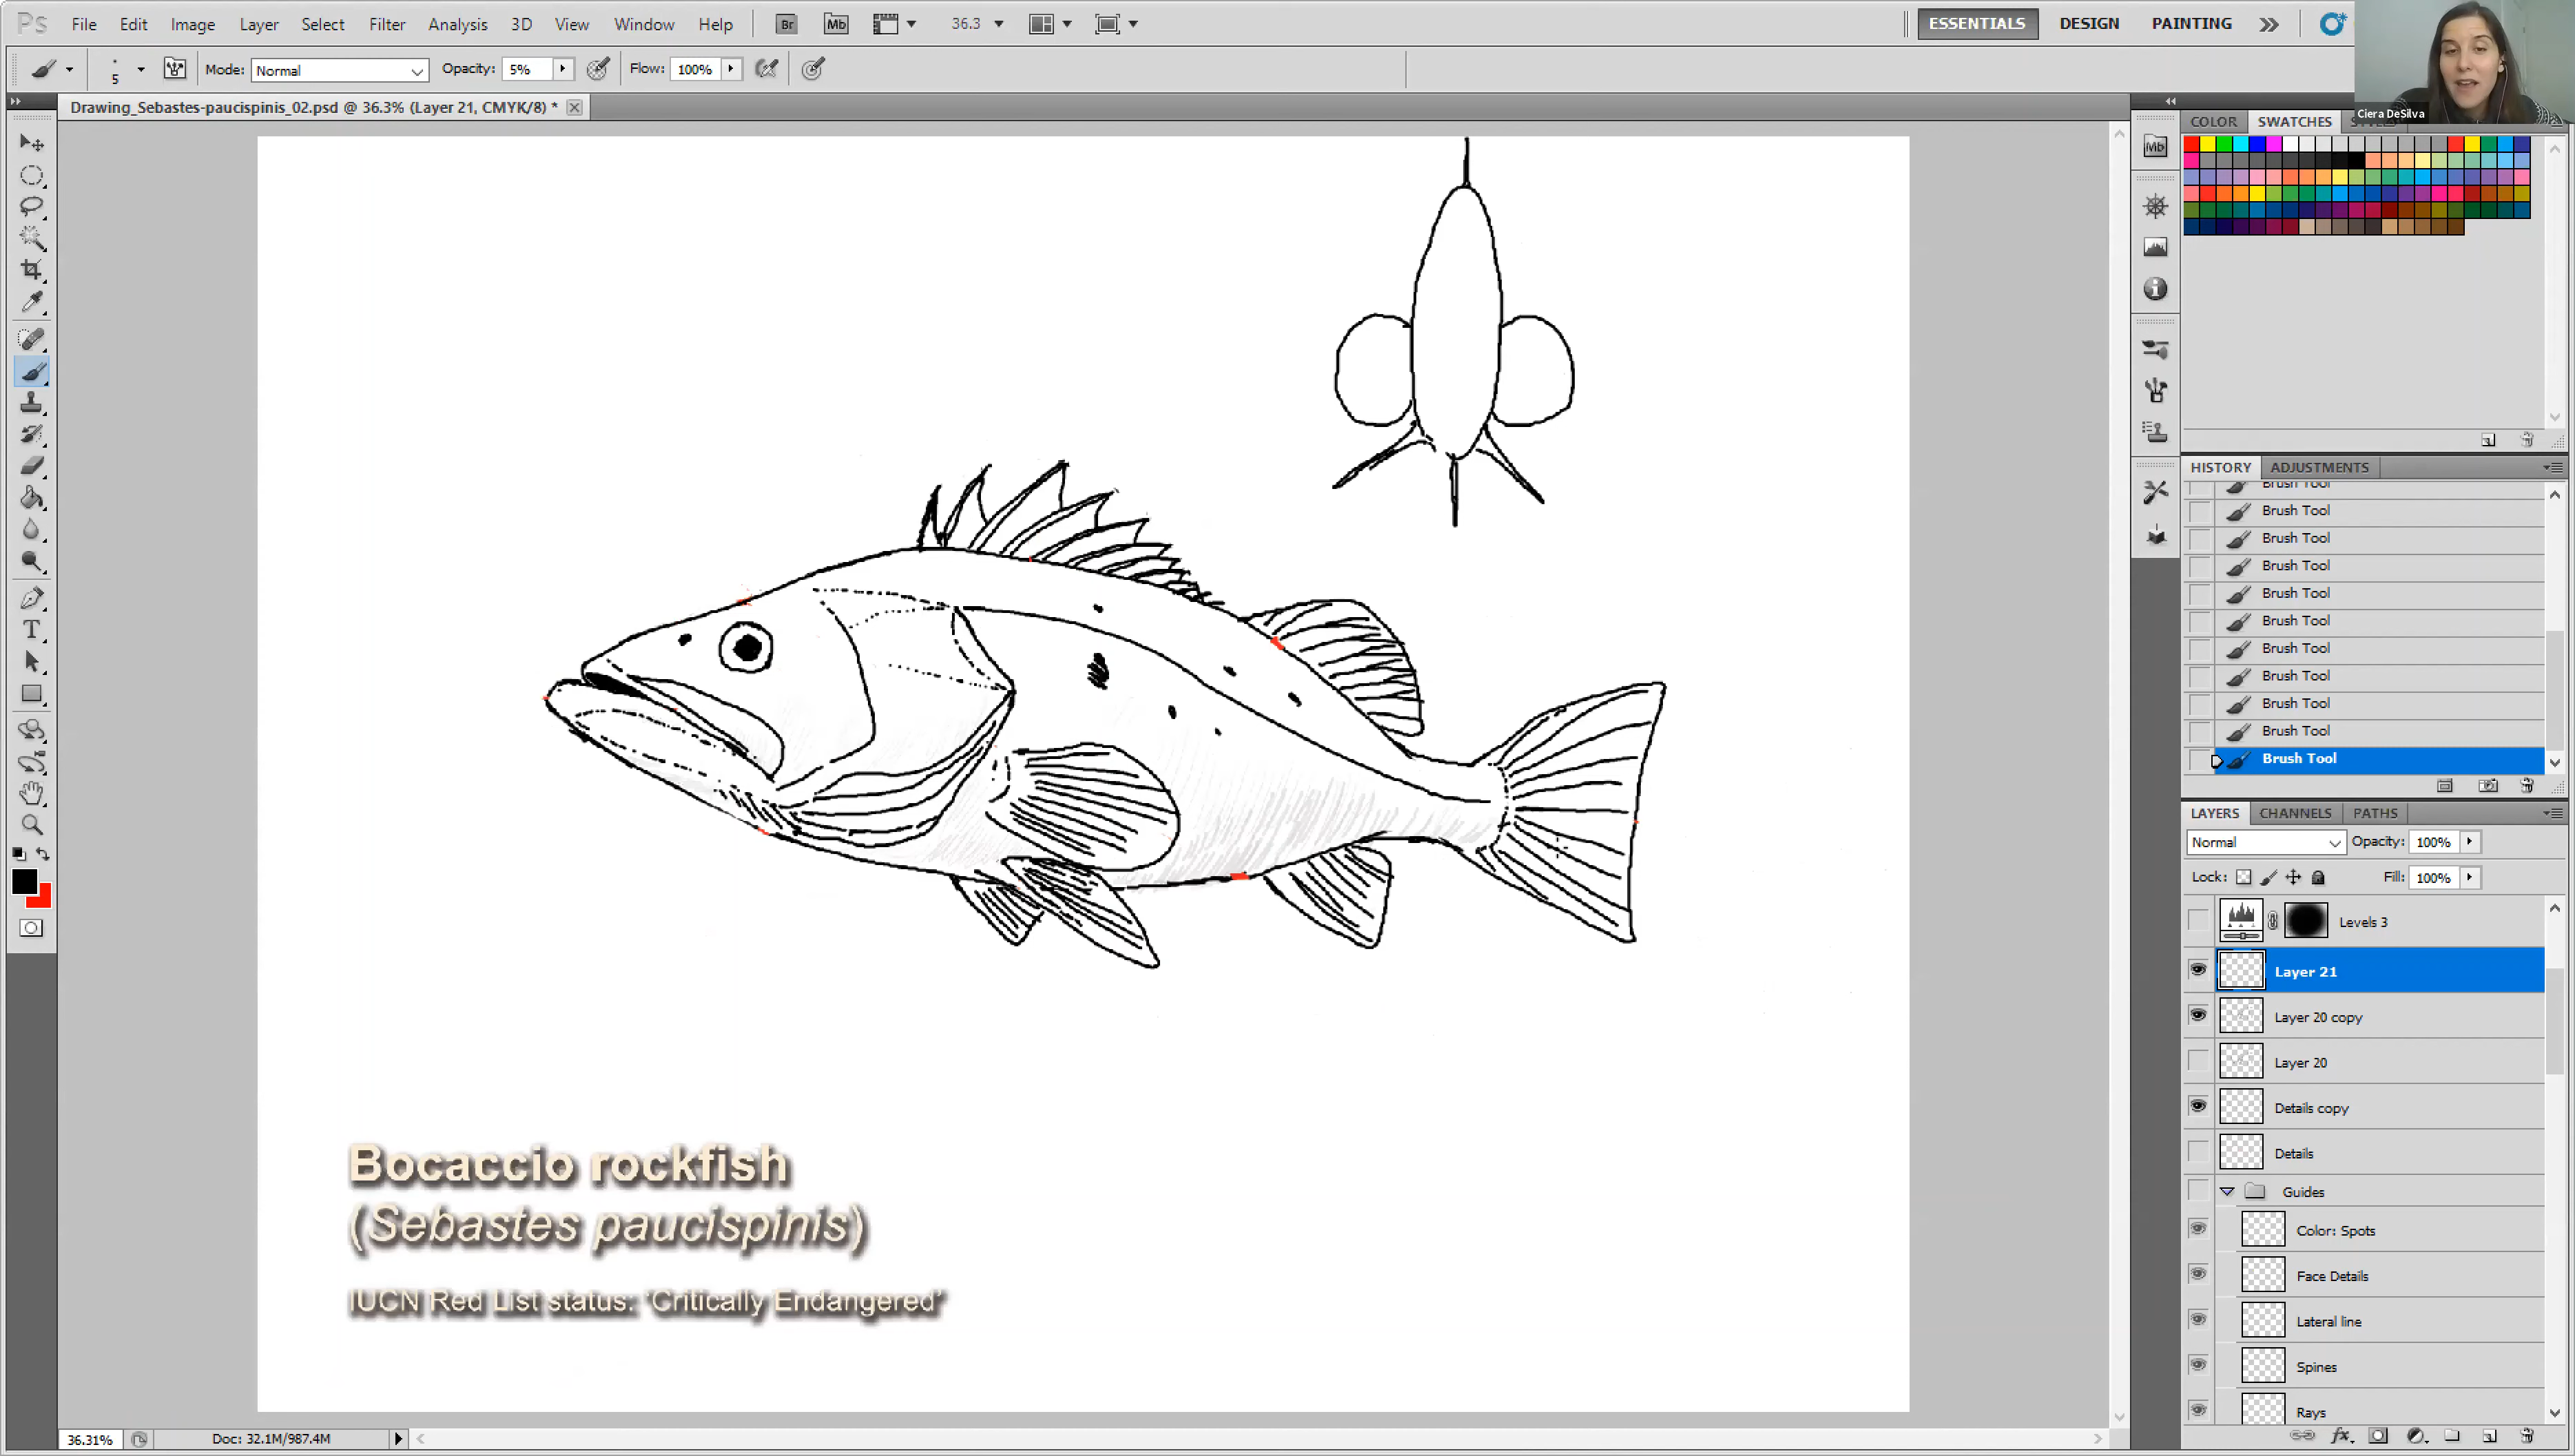 Ps File Edit Image Layer Select Filter Analysis 3D View Window Help Br Mb 36.3 ESSENTIALS DESIGN PAINTING
5 Mode: Normal Opacity: 5% Flow: 100%
Drawing_Sebastes-paucispinis_02.psd @ 36.3% (Layer 21, CMYK/8) *
Ciera DeSilva
COLOR SWATCHES
Mb
HISTORY ADJUSTMENTS
Brush Tool
Brush Tool
Brush Tool
Brush Tool
Brush Tool
Brush Tool
Brush Tool
Brush Tool
Brush Tool
Brush Tool
Brush Tool
LAYERS CHANNELS PATHS
Normal Opacity: 100%
Lock: Fill: 100%
Levels 3
Layer 21
Layer 20 copy
Layer 20
Details copy
Details
Guides
Color: Spots
Face Details
Lateral line
Spines
Rays
Bocaccio rockfish
(Sebastes paucispinis)
IUCN Red List status: ‘Critically Endangered’
36.31% Doc: 32.1M/987.4M